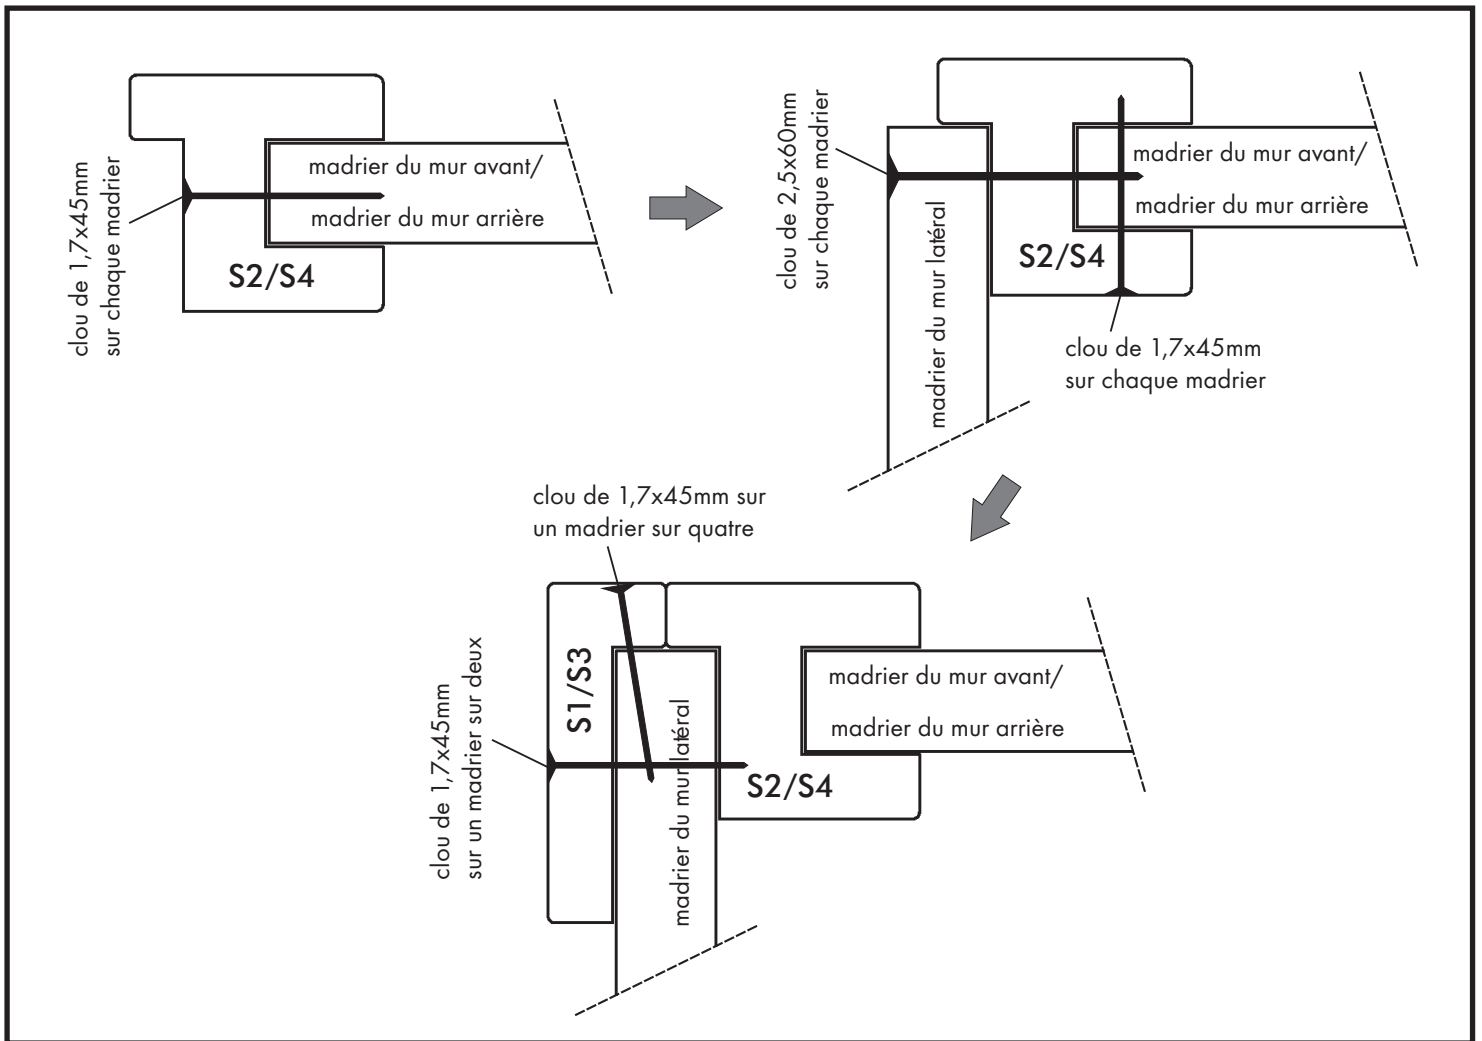 clou de 1,7x45mm
sur chaque madrier
madrier du mur avant/
madrier du mur arrière
S2/S4
clou de 2,5x60mm
sur chaque madrier
madrier du mur latéral
madrier du mur avant/
madrier du mur arrière
S2/S4
clou de 1,7x45mm
sur chaque madrier
clou de 1,7x45mm sur
un madrier sur quatre
clou de 1,7x45mm
sur un madrier sur deux
S1/S3
madrier du mur latéral
madrier du mur avant/
madrier du mur arrière
S2/S4